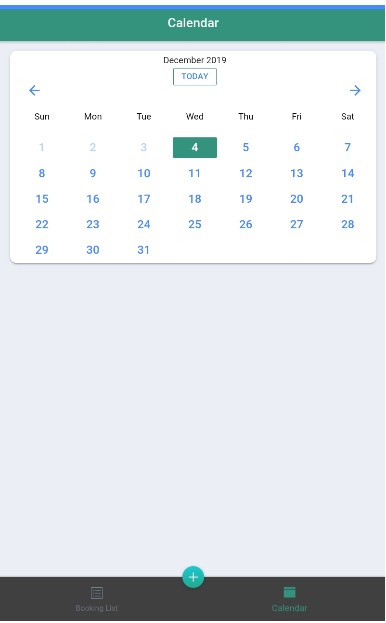 Calendar
December 2019
TODAY
Sun Mon Tue Wed Thu Fri Sat
1 2 3 4 5 6 7
8 9 10 11 12 13 14
15 16 17 18 19 20 21
22 23 24 25 26 27 28
29 30 31
Booking List Calendar